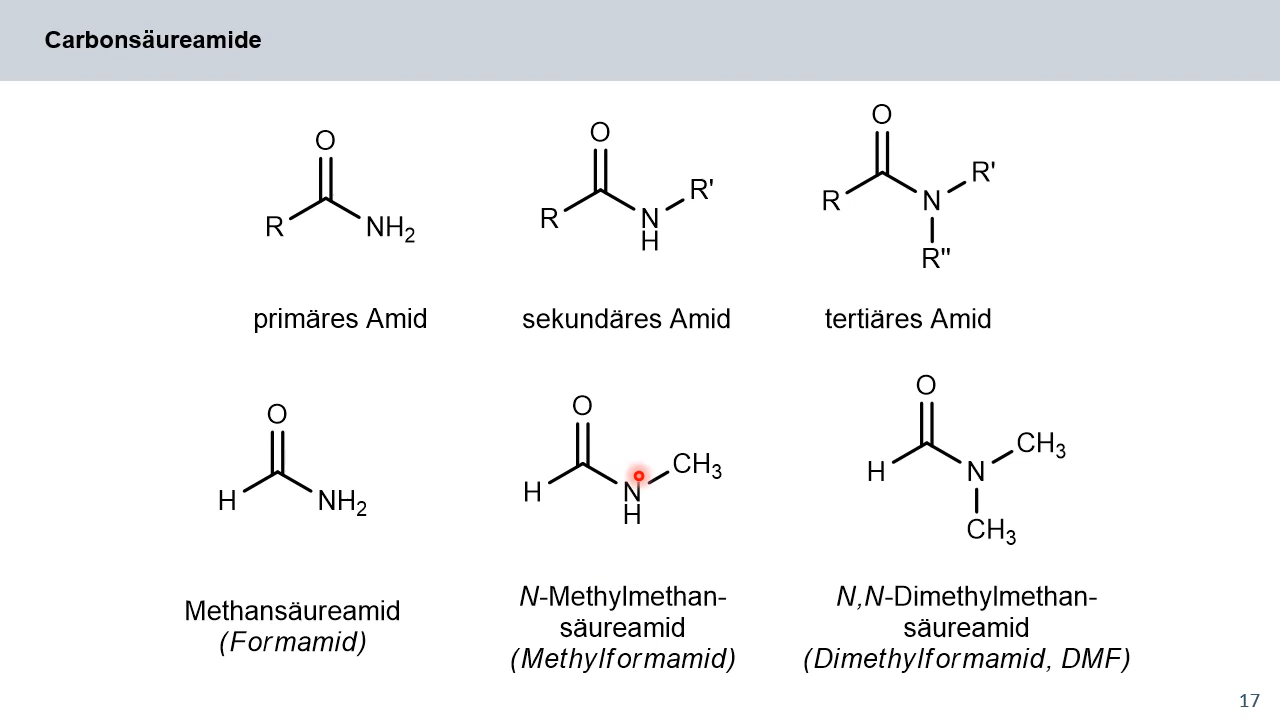 Carbonsäureamide
O
R
NH2
O
R
N
H
R'
O
R
N
R'
R"
primäres Amid
sekundäres Amid
tertiäres Amid
O
H
NH2
O
H
N
H
CH3
O
H
N
CH3
CH3
Methansäureamid
(Formamid)
N-Methylmethan-
säureamid
(Methylformamid)
N,N-Dimethylmethan-
säureamid
(Dimethylformamid, DMF)
17